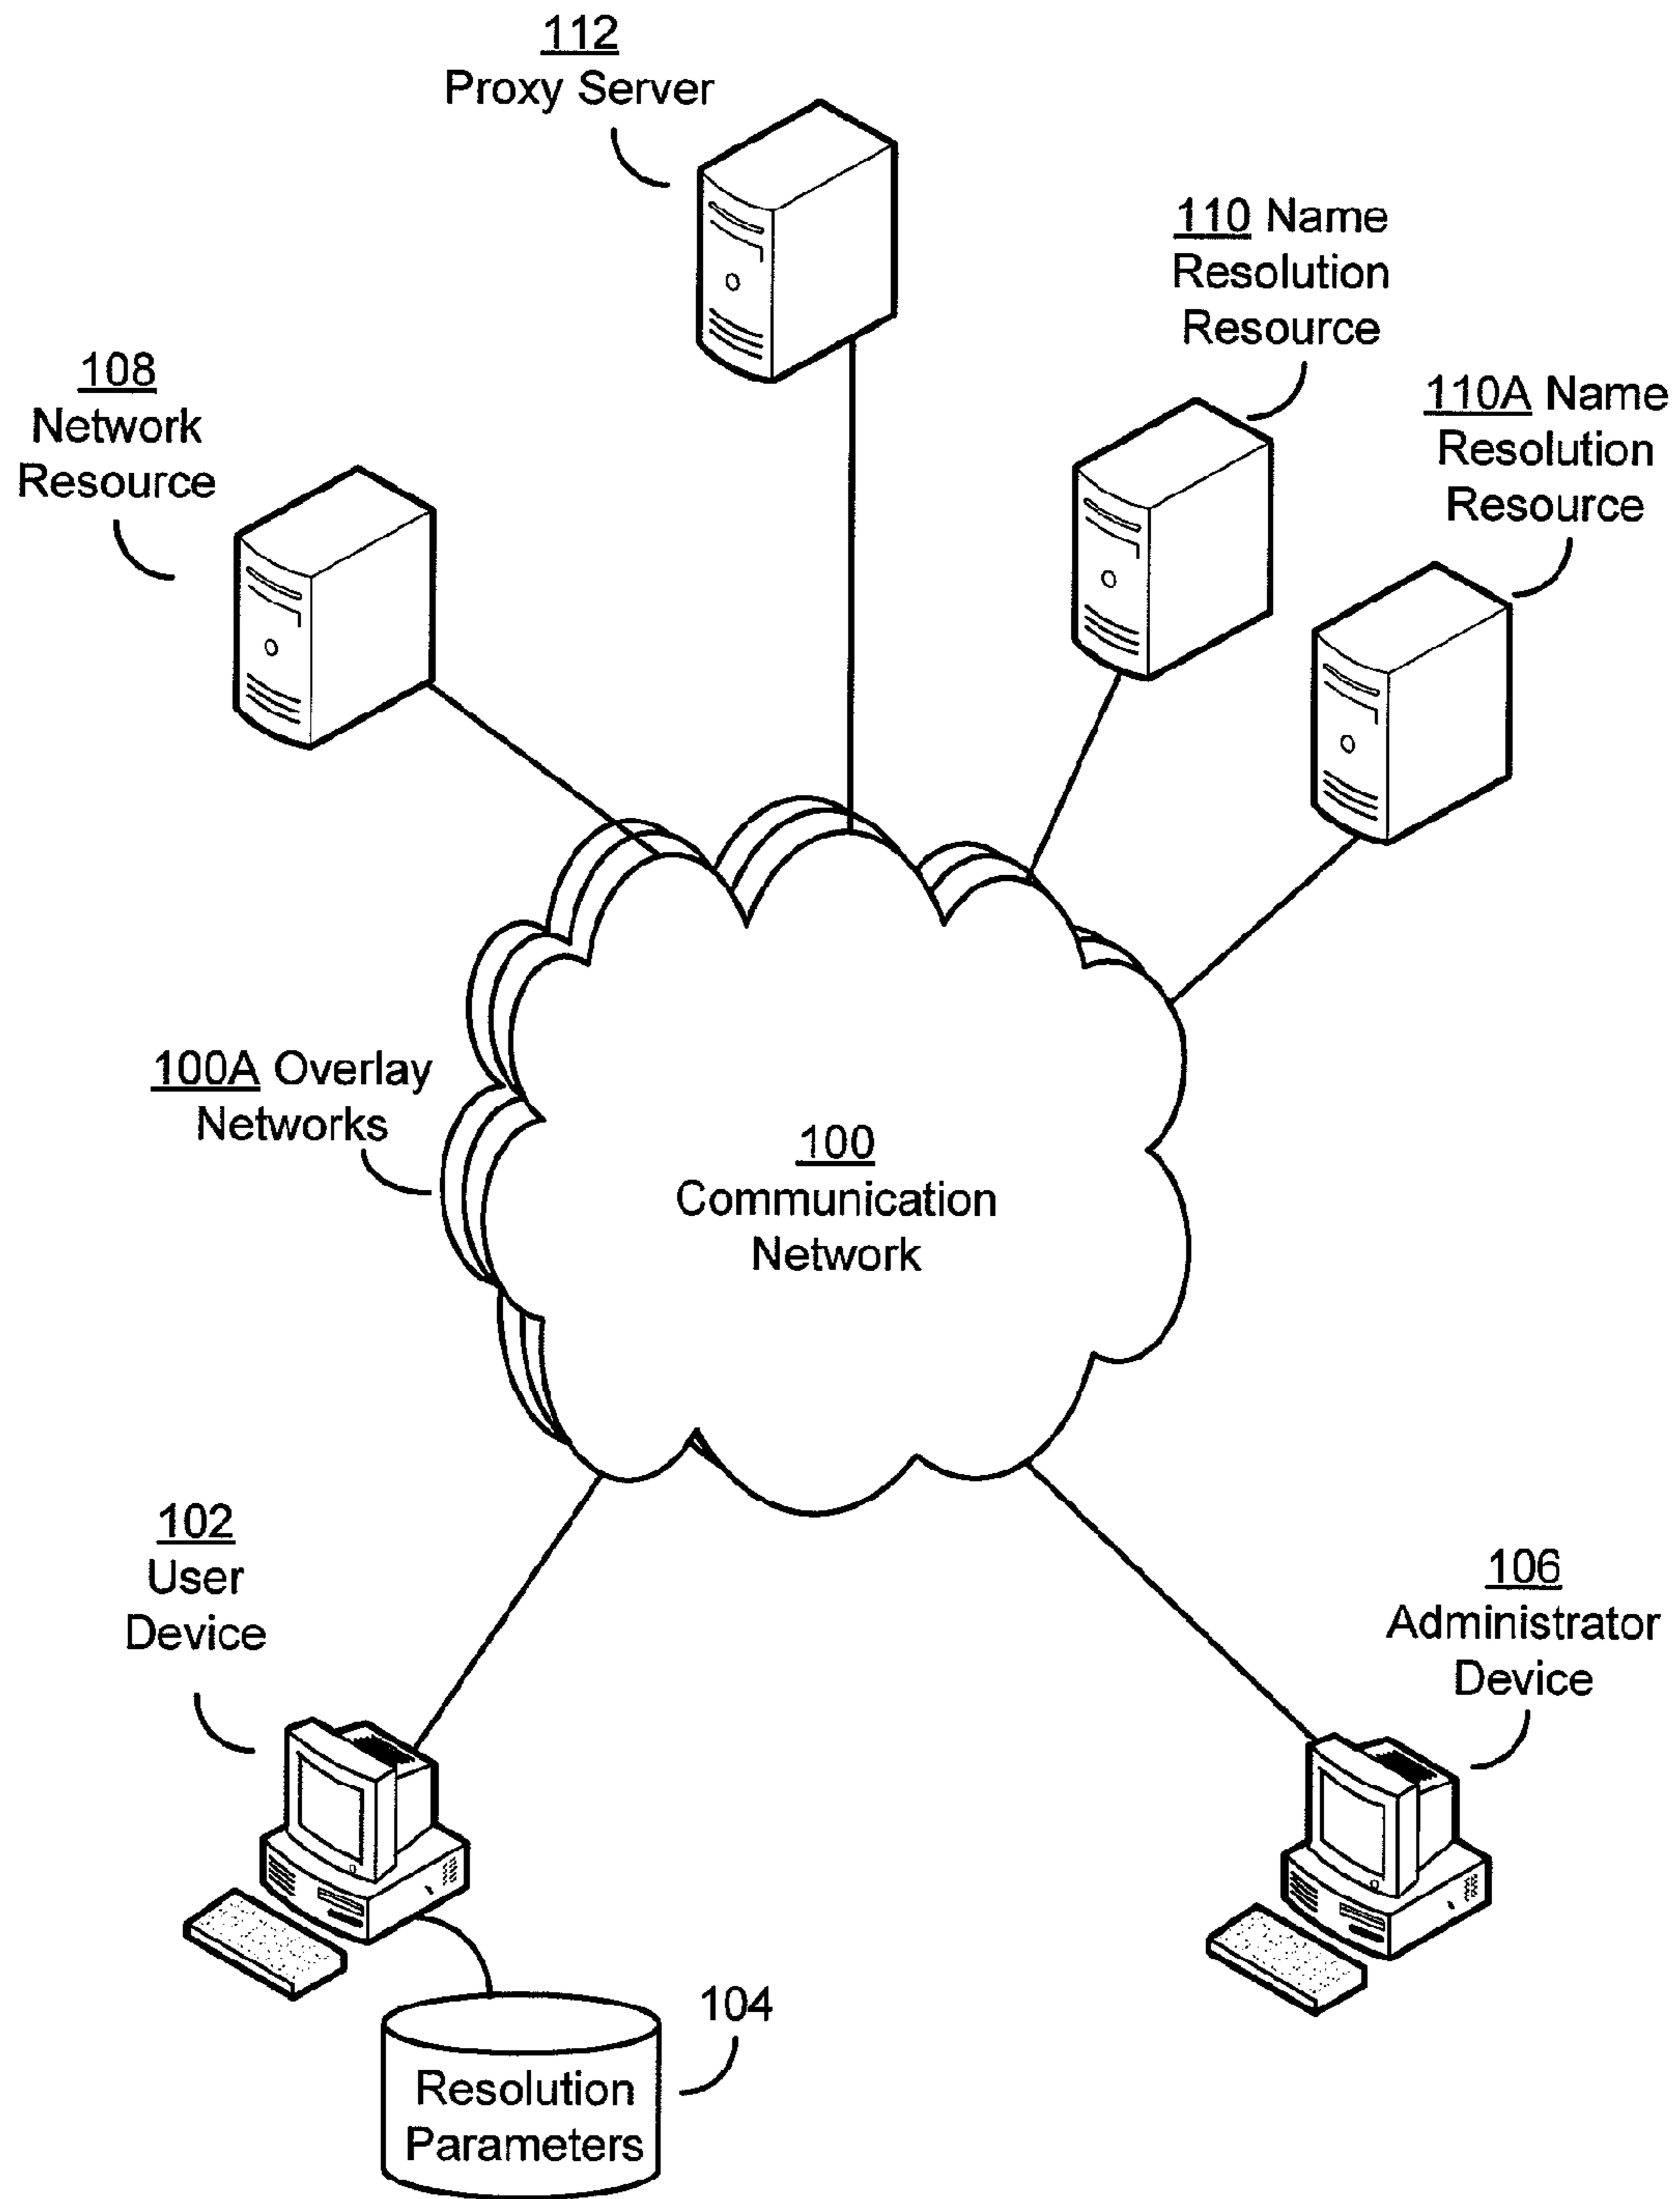 112
Proxy Server
110 Name
Resolution
Resource
108
Network
Resource
110A Name
Resolution
Resource
100A Overlay
Networks
100
Communication
Network
102
User
Device
106
Administrator
Device
104
Resolution
Parameters